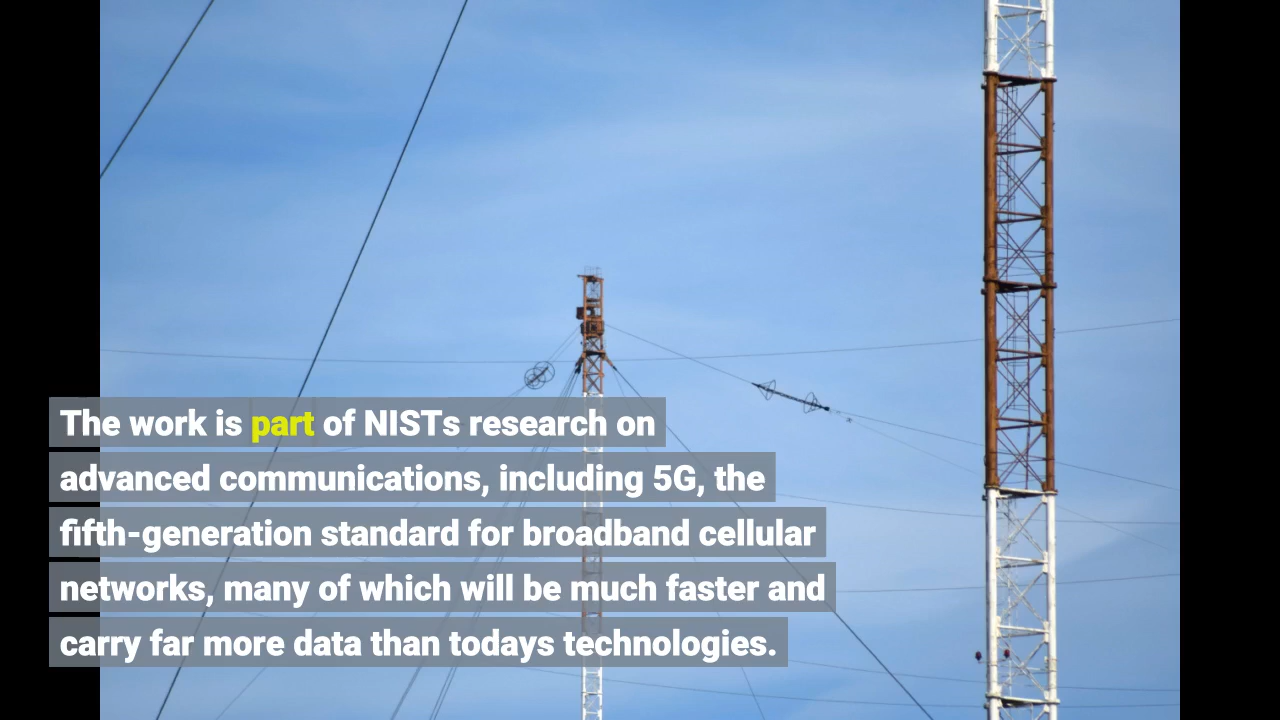 The work is part of NISTs research on
advanced communications, including 5G, the
fifth-generation standard for broadband cellular
networks, many of which will be much faster and
carry far more data than todays technologies.